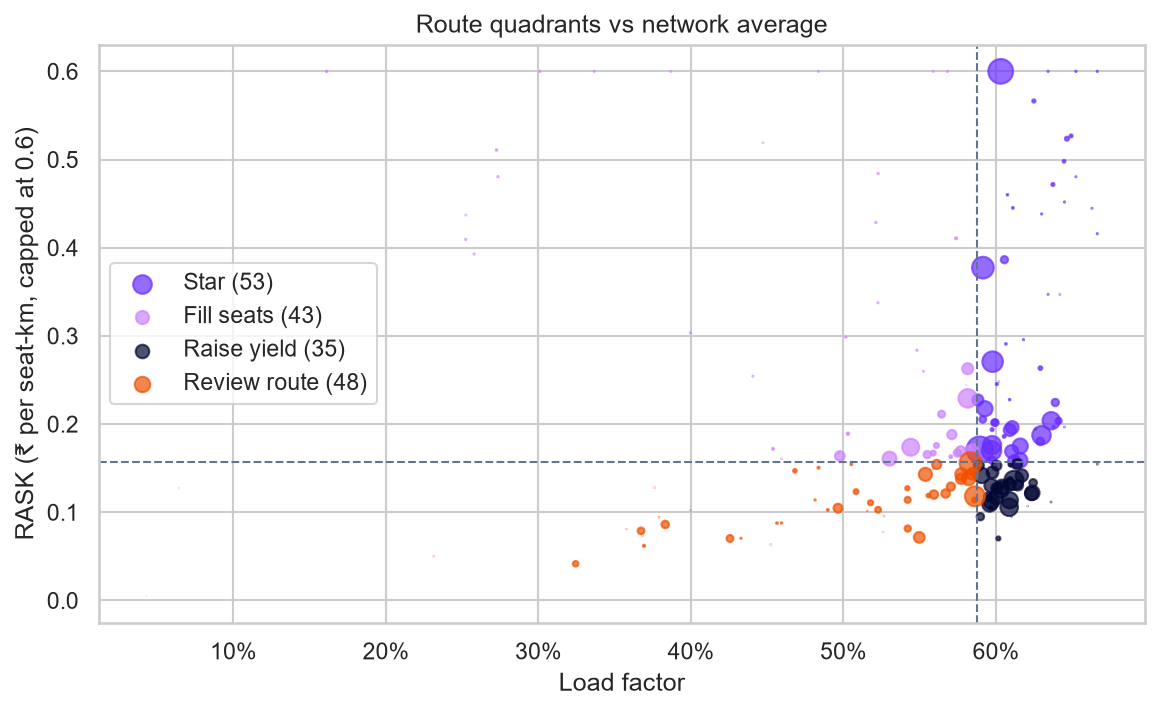 Route quadrants vs network average
RASK (₹ per seat-km, capped at 0.6)
0.6
0.5
0.4
0.3
0.2
0.1
0.0
Star (53)
Fill seats (43)
Raise yield (35)
Review route (48)
10%
20%
30%
40%
50%
60%
Load factor